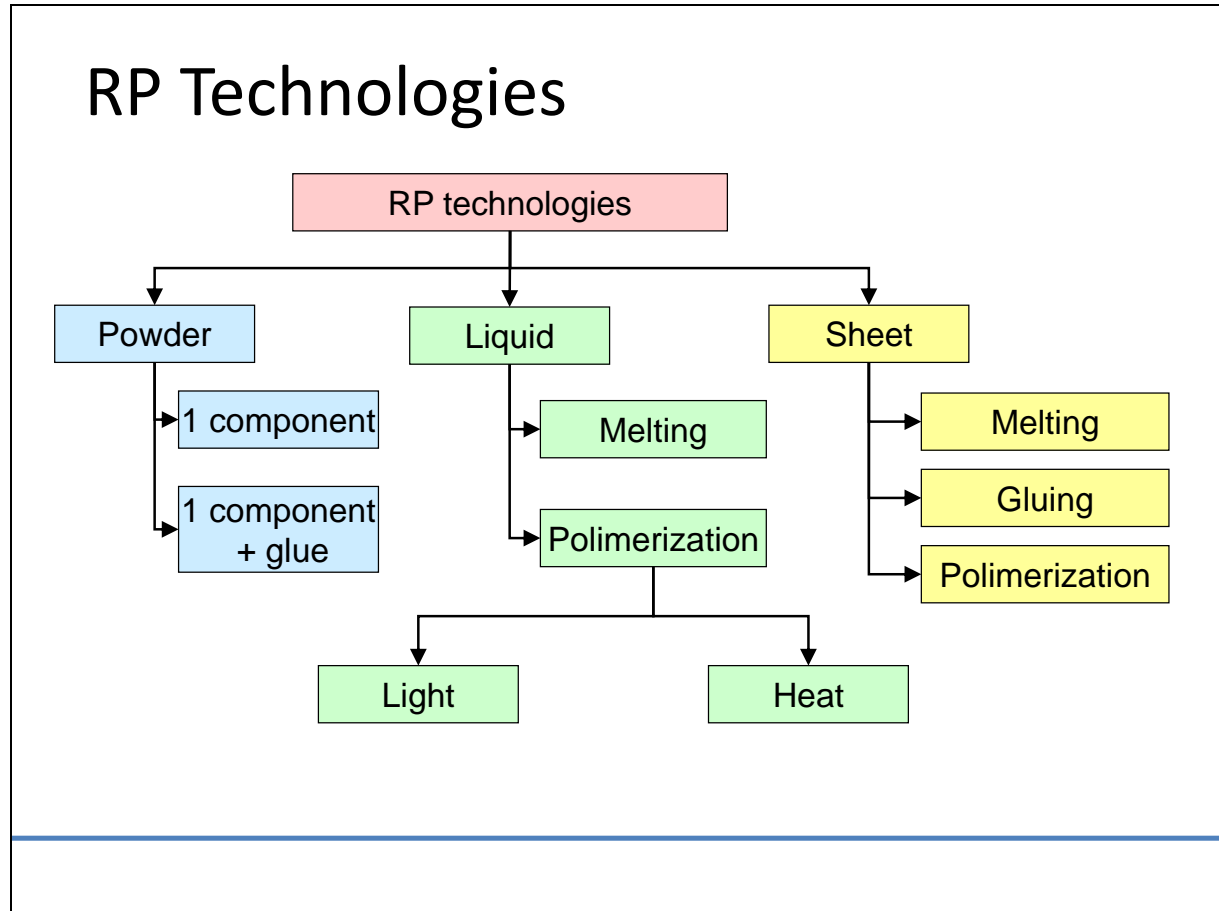 RP Technologies
RP technologies
Powder
Liquid
Sheet
1 component
1 component
+ glue
Melting
Polimerization
Light
Heat
Melting
Gluing
Polimerization